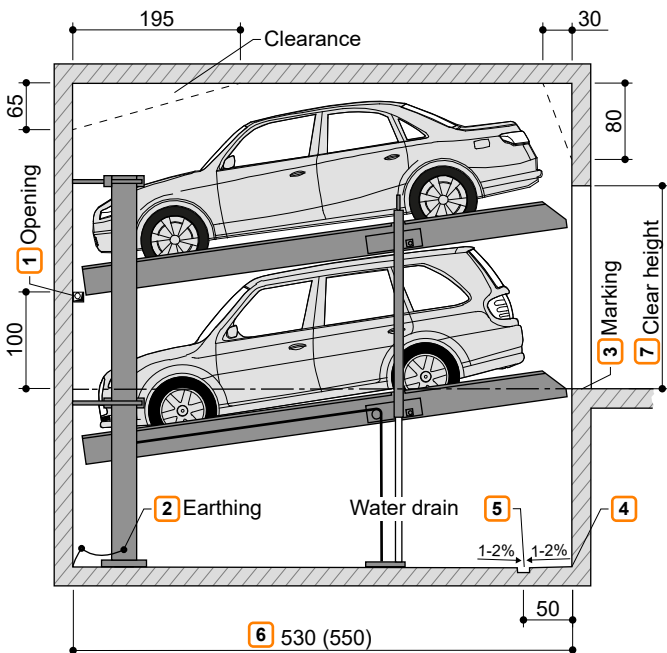 195
30
Clearance
65
80
1 Opening
100
3 Marking
7 Clear height
2 Earthing
Water drain
5
4
1-2% 1-2%
50
6 530 (550)